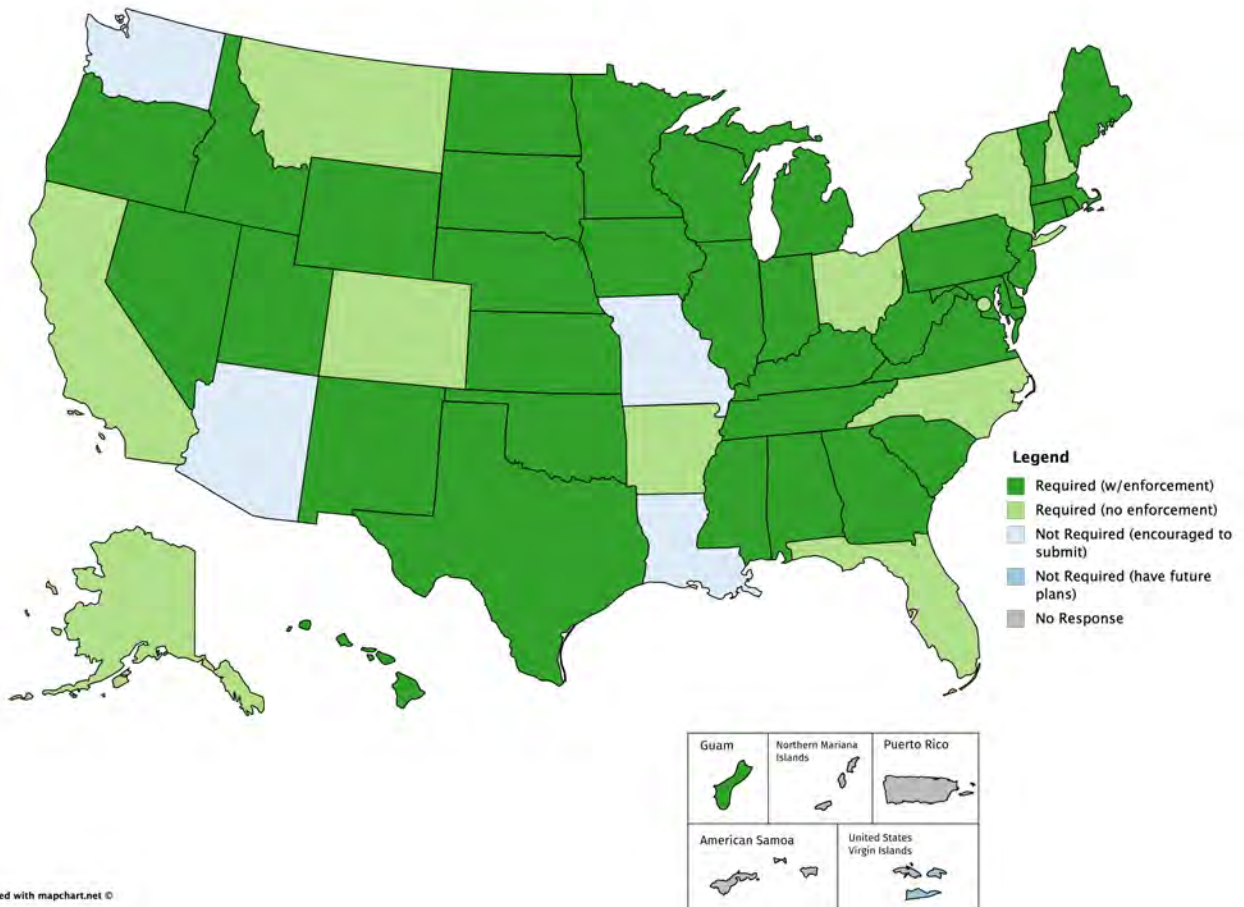 Legend
Required (w/enforcement)
Required (no enforcement)
Not Required (encouraged to
submit)
Not Required (have future
plans)
No Response
Guam
Northern Mariana
Islands
Puerto Rico
American Samoa
United States
Virgin Islands
ed with mapchart.net ©